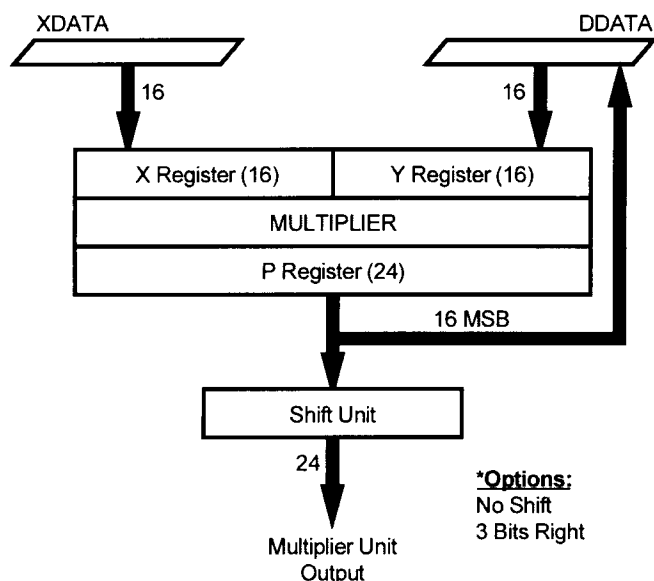 XDATA
DDATA
16
16
X Register (16)
Y Register (16)
MULTIPLIER
P Register (24)
16 MSB
Shift Unit
24
*Options:
No Shift
3 Bits Right
Multiplier Unit
Output